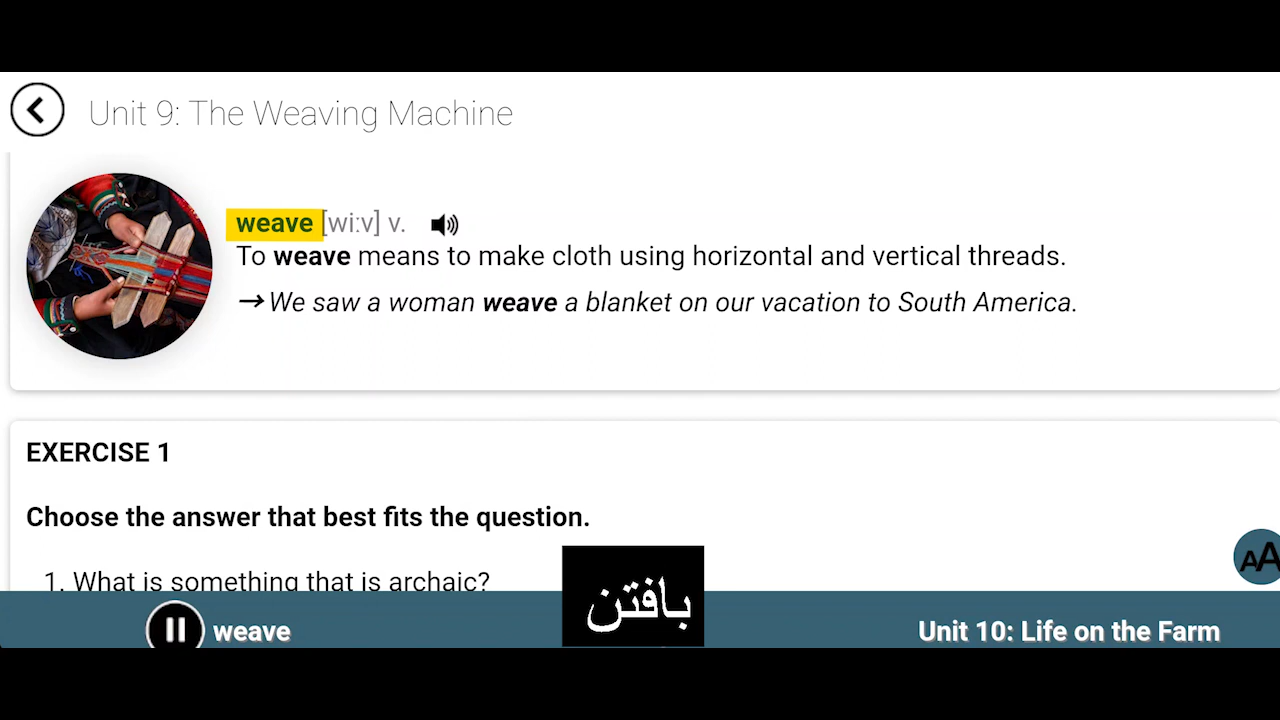 Unit 9: The Weaving Machine
weave [wi:v] v.
To weave means to make cloth using horizontal and vertical threads.
→ We saw a woman weave a blanket on our vacation to South America.
EXERCISE 1
Choose the answer that best fits the question.
1. What is something that is archaic?
بافتن
AA
weave
Unit 10: Life on the Farm